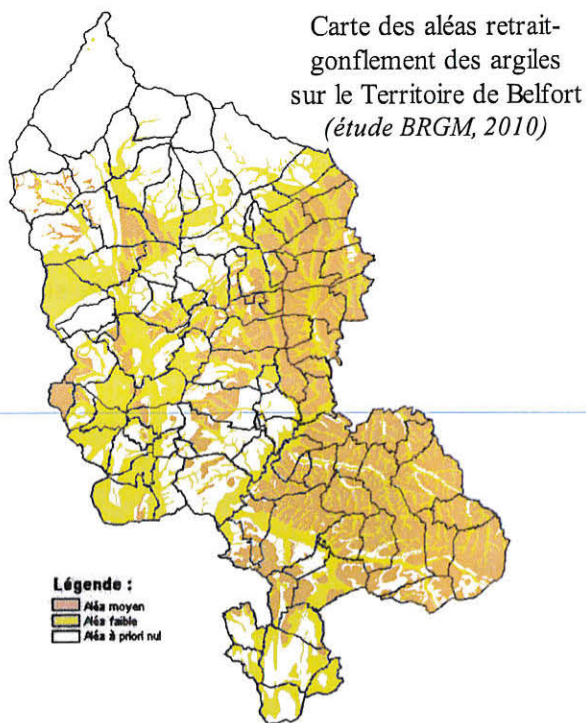 Carte des aléas retrait-
gonflement des argiles
sur le Territoire de Belfort
(étude BRGM, 2010)
Légende :
Aléa moyen
Aléa faible
Aléa à priori nul